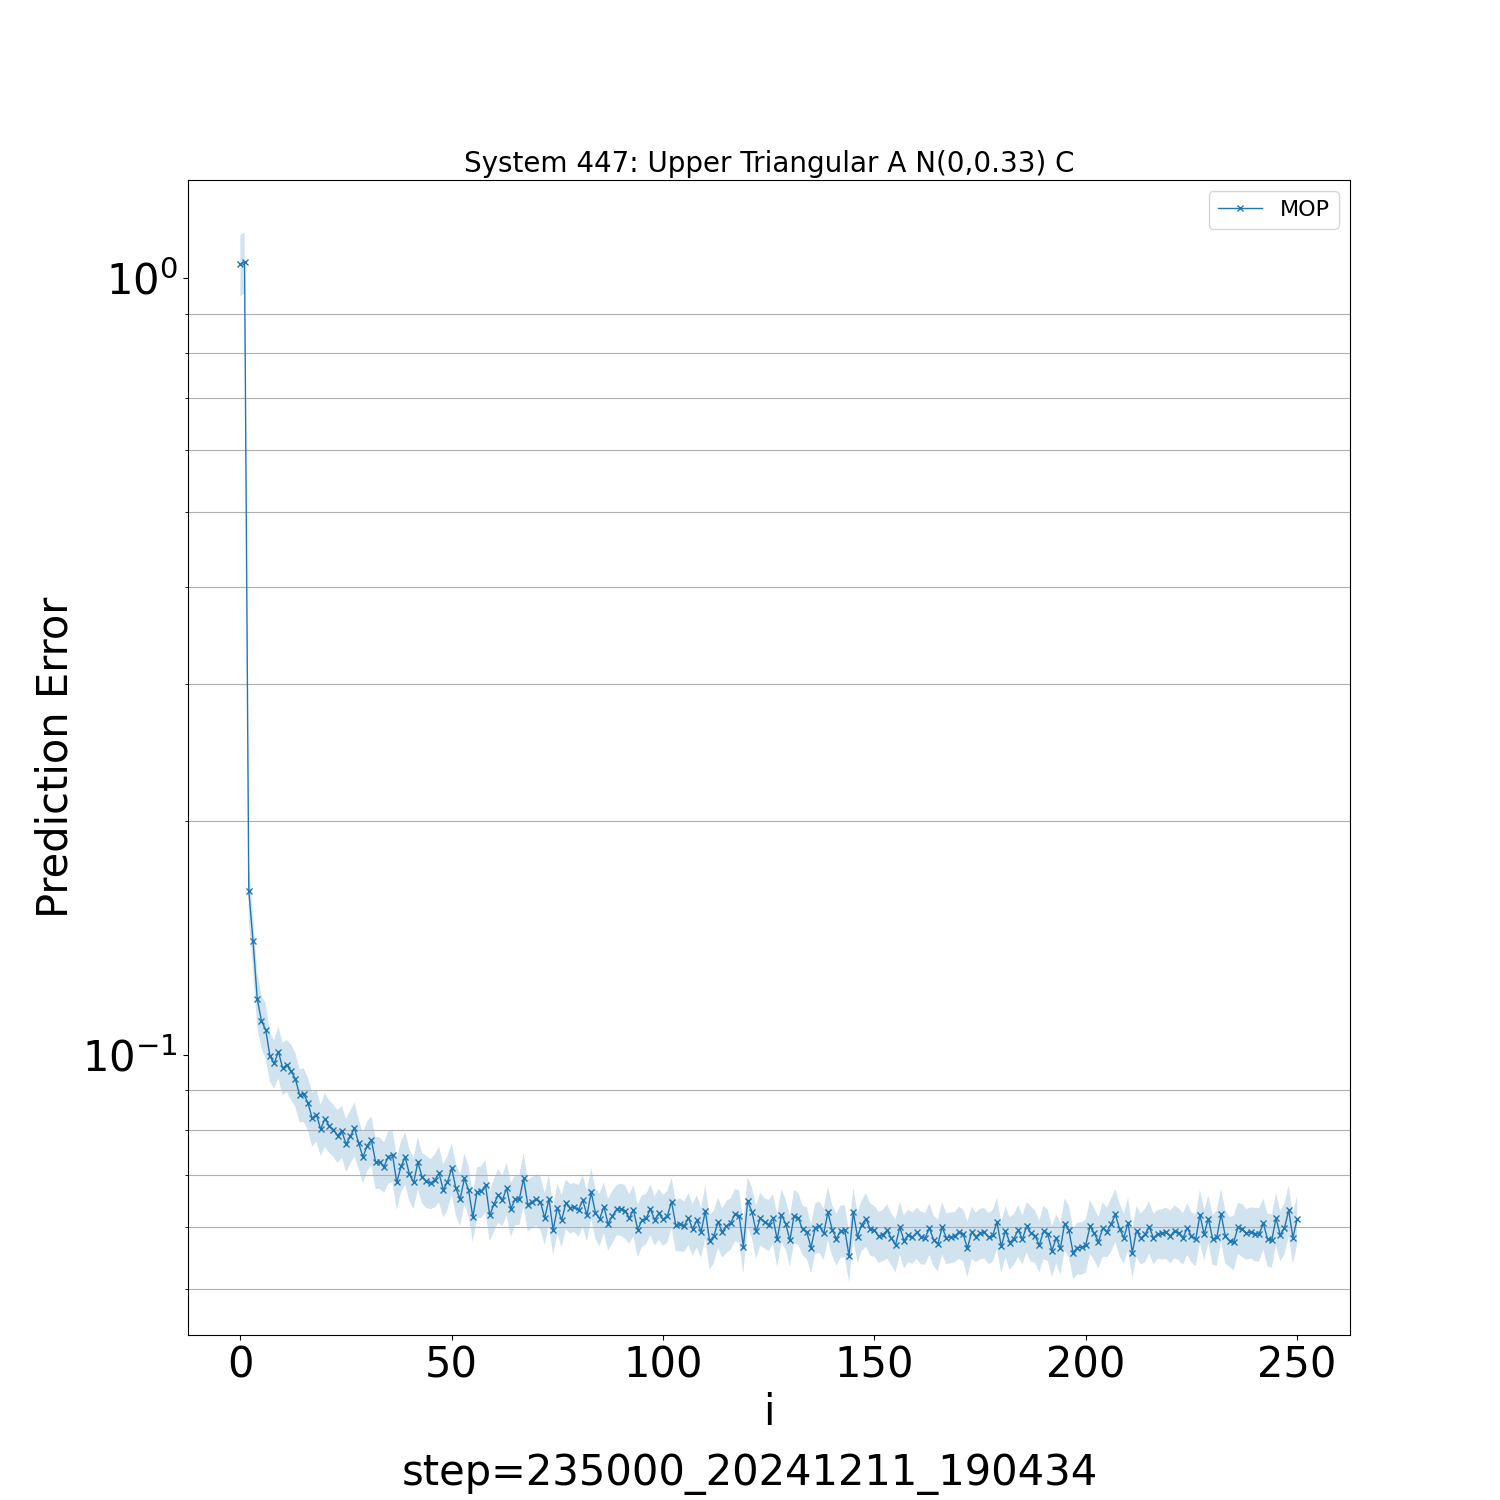 System 447: Upper Triangular A N(0,0.33) C
MOP
10⁰
10⁻¹
Prediction Error
0 50 100 150 200 250
i
step=235000_20241211_190434